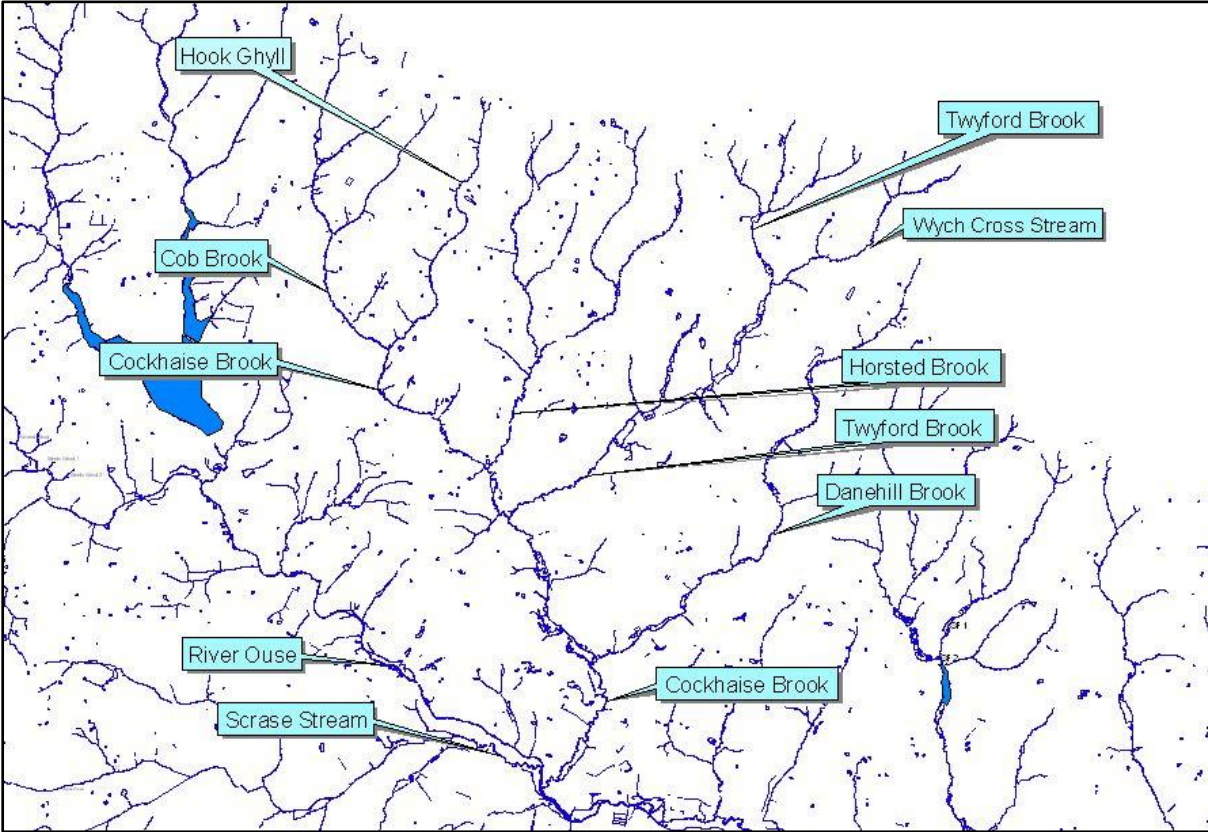 Hook Ghyll
Twyford Brook
Wych Cross Stream
Cob Brook
Cockhaise Brook
Horsted Brook
Twyford Brook
Danehill Brook
River Ouse
Cockhaise Brook
Scrase Stream